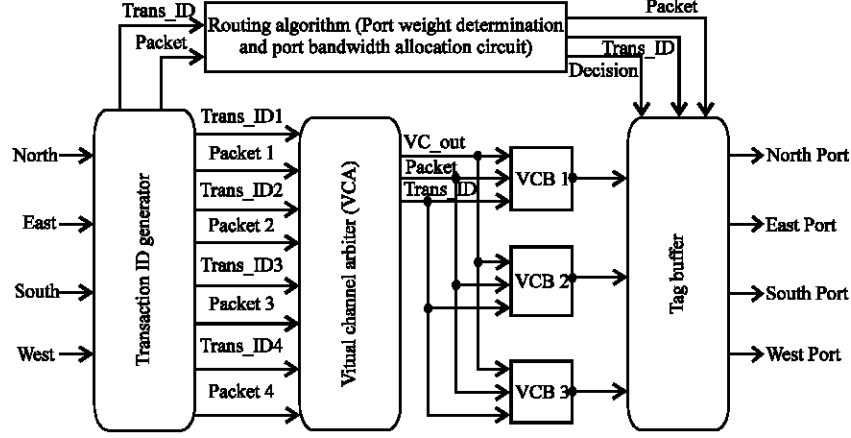 Trans_ID
Packet
Routing algorithm (Port weight determination
and port bandwidth allocation circuit)
Packet
Trans_ID
Decision
North
East
South
West
Transaction ID generator
Trans_ID1
Packet 1
Trans_ID2
Packet 2
Trans_ID3
Packet 3
Trans_ID4
Packet 4
Vitual channel arbiter (VCA)
VC_out
Packet
Trans_ID
VCB 1
VCB 2
VCB 3
Tag buffer
North Port
East Port
South Port
West Port